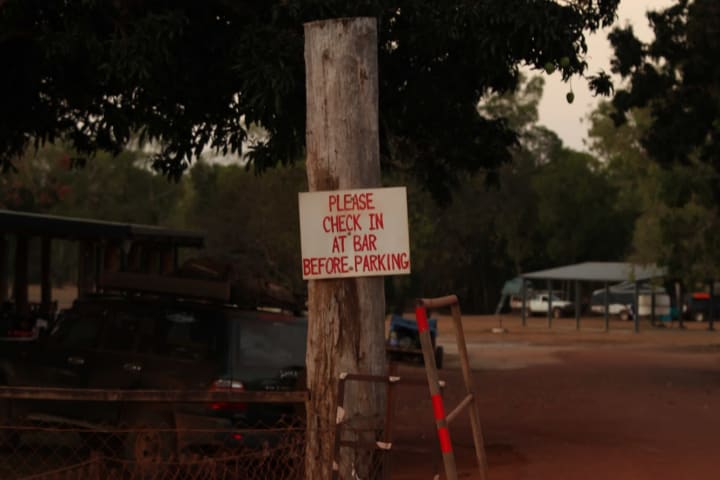 PLEASE
CHECK IN
AT BAR
BEFORE PARKING